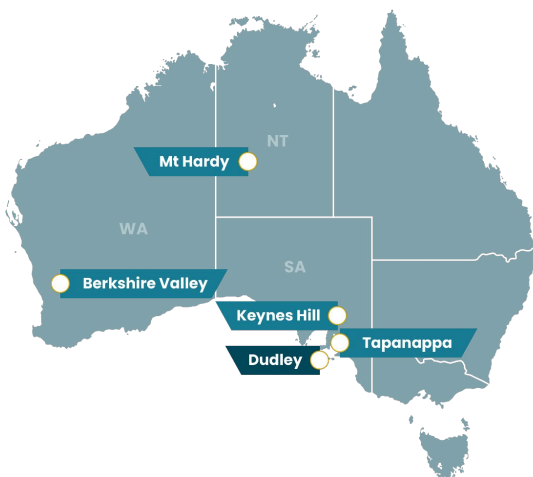 NT
Mt Hardy
WA
SA
Berkshire Valley
Keynes Hill
Tapanappa
Dudley